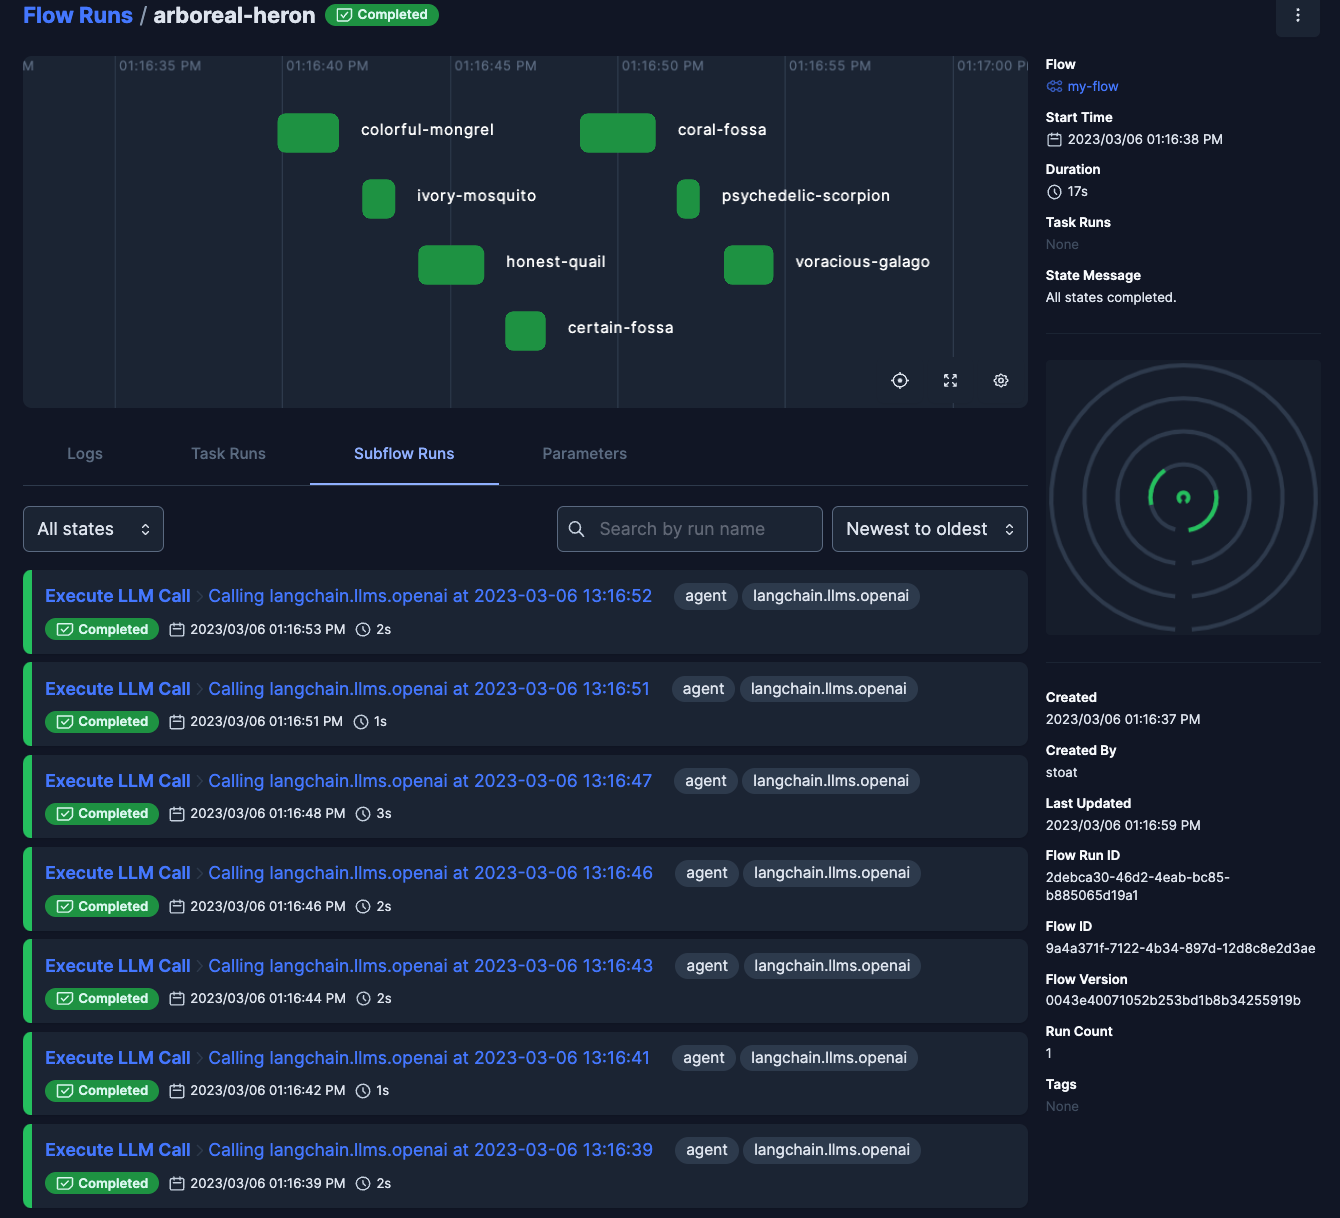 Flow Runs / arboreal-heron Completed
M 01:16:35 PM 01:16:40 PM 01:16:45 PM 01:16:50 PM 01:16:55 PM 01:17:00 P
colorful-mongrel coral-fossa
ivory-mosquito psychedelic-scorpion
honest-quail voracious-galago
certain-fossa
Logs Task Runs Subflow Runs Parameters
All states Search by run name Newest to oldest
Execute LLM Call Calling langchain.llms.openai at 2023-03-06 13:16:52 agent langchain.llms.openai
Completed 2023/03/06 01:16:53 PM 2s
Execute LLM Call Calling langchain.llms.openai at 2023-03-06 13:16:51 agent langchain.llms.openai
Completed 2023/03/06 01:16:51 PM 1s
Execute LLM Call Calling langchain.llms.openai at 2023-03-06 13:16:47 agent langchain.llms.openai
Completed 2023/03/06 01:16:48 PM 3s
Execute LLM Call Calling langchain.llms.openai at 2023-03-06 13:16:46 agent langchain.llms.openai
Completed 2023/03/06 01:16:46 PM 2s
Execute LLM Call Calling langchain.llms.openai at 2023-03-06 13:16:43 agent langchain.llms.openai
Completed 2023/03/06 01:16:44 PM 2s
Execute LLM Call Calling langchain.llms.openai at 2023-03-06 13:16:41 agent langchain.llms.openai
Completed 2023/03/06 01:16:42 PM 1s
Execute LLM Call Calling langchain.llms.openai at 2023-03-06 13:16:39 agent langchain.llms.openai
Completed 2023/03/06 01:16:39 PM 2s
Flow
my-flow
Start Time
2023/03/06 01:16:38 PM
Duration
17s
Task Runs
None
State Message
All states completed.
Created
2023/03/06 01:16:37 PM
Created By
stoat
Last Updated
2023/03/06 01:16:59 PM
Flow Run ID
2debca30-46d2-4eab-bc85-
b885065d19a1
Flow ID
9a4a371f-7122-4b34-897d-12d8c8e2d3ae
Flow Version
0043e40071052b253bd1b8b34255919b
Run Count
1
Tags
None